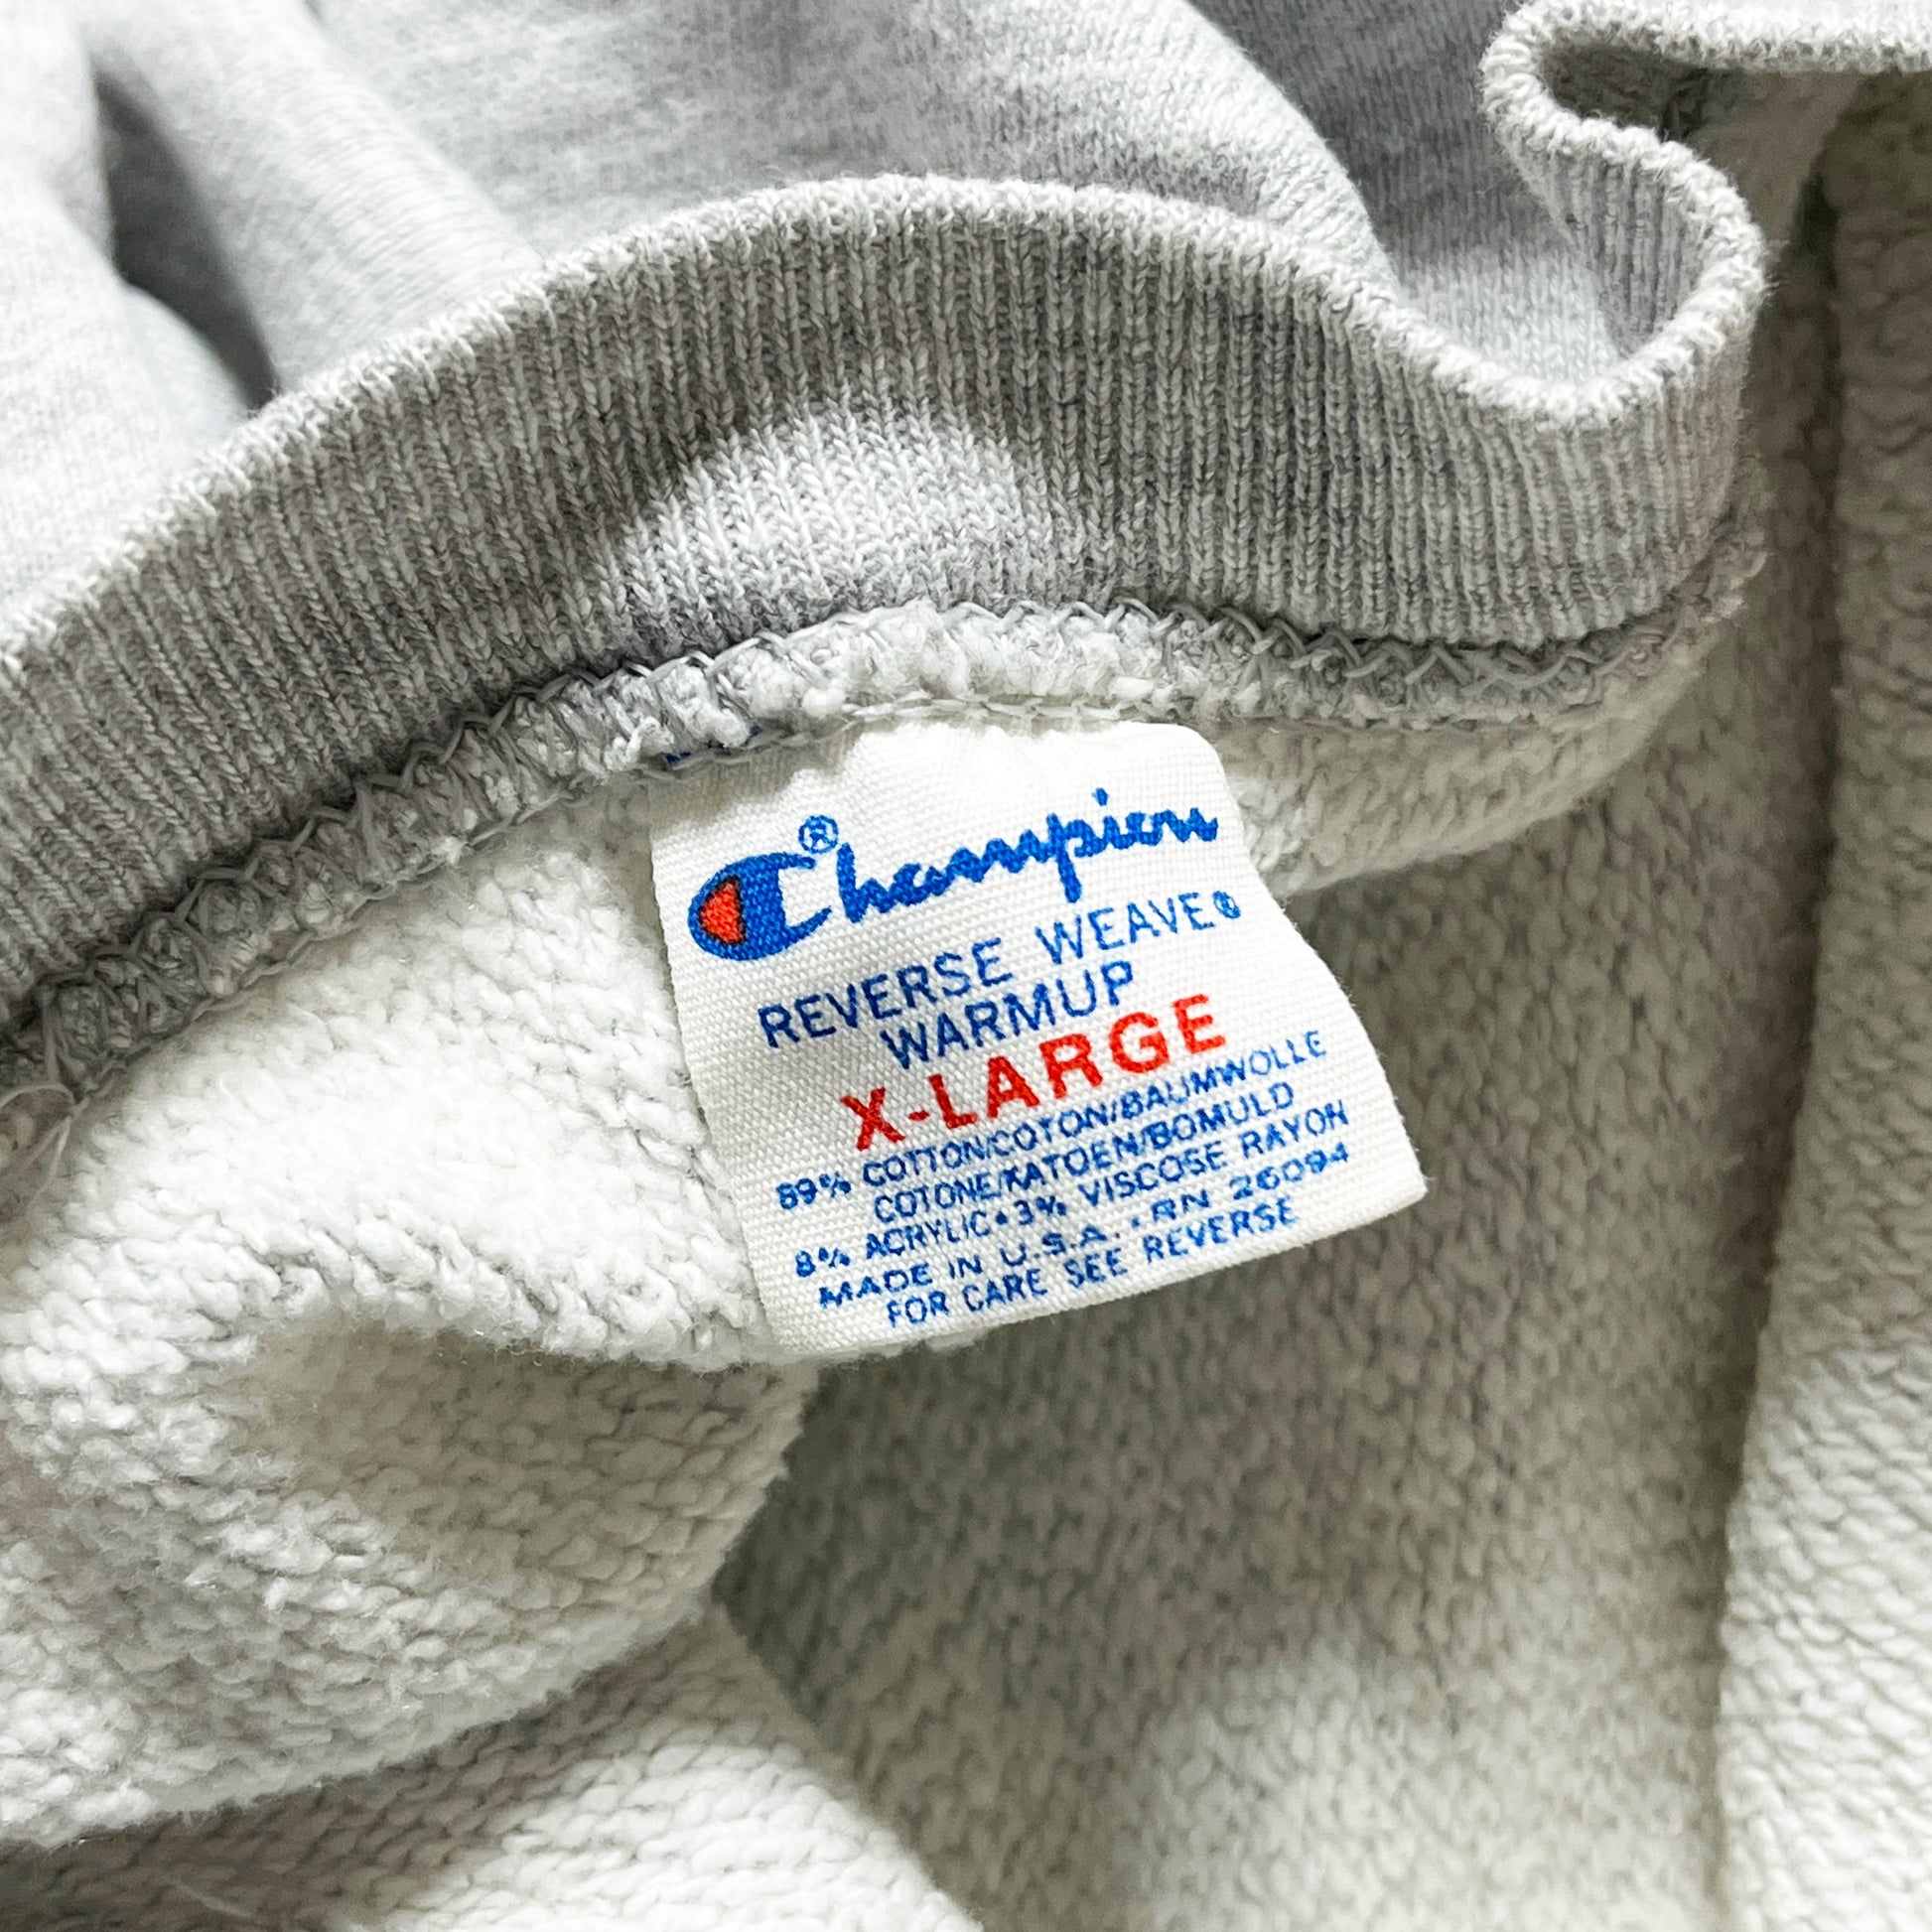 Champion®
REVERSE WEAVE®
WARMUP
X-LARGE
89% COTTON/COTON/BAUMWOLLE
COTONE/KATOEN/BOMULD
8% ACRYLIC • 3% VISCOSE RAYON
MADE IN U.S.A. • RN 26094
FOR CARE SEE REVERSE